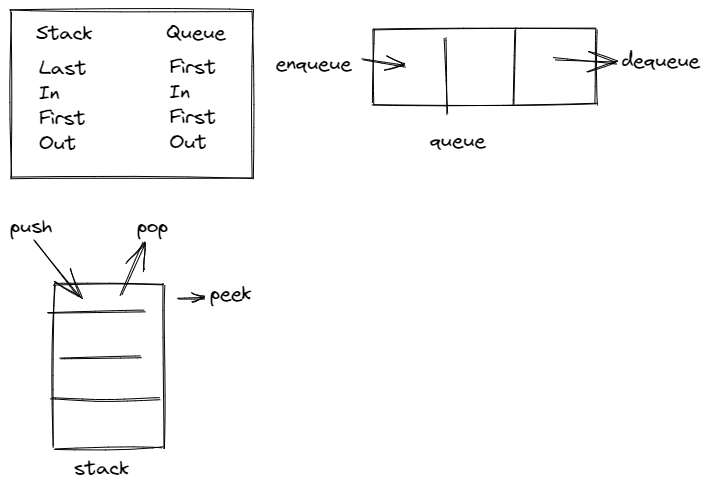 Stack Queue
Last First
In In
First First
Out Out
enqueue
dequeue
queue
push
pop
peek
stack